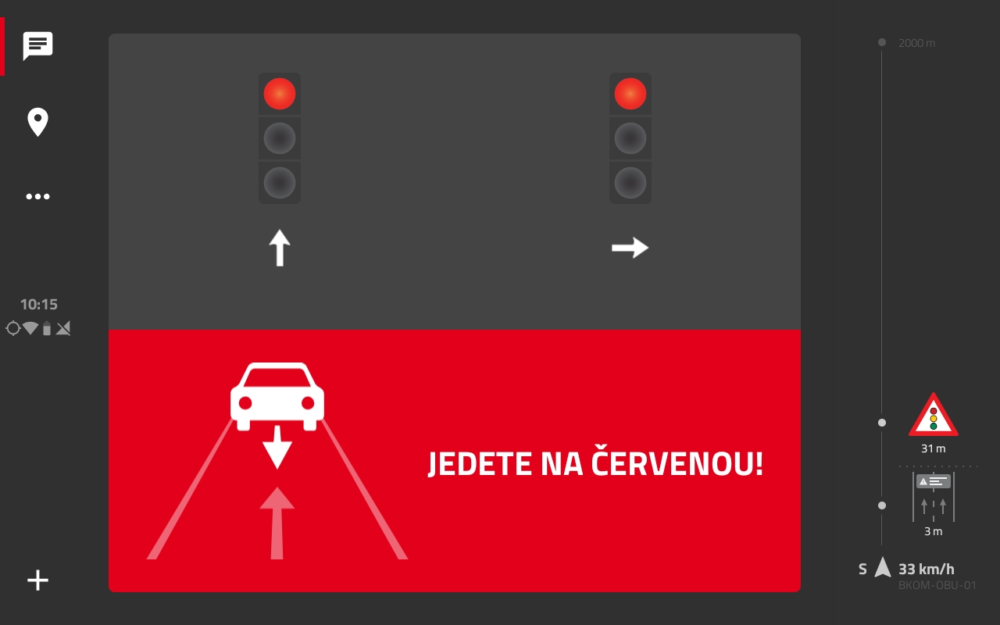 2000 m
10:15
JEDETE NA ČERVENOU!
31 m
3 m
S 33 km/h
BKOM-OBU-01